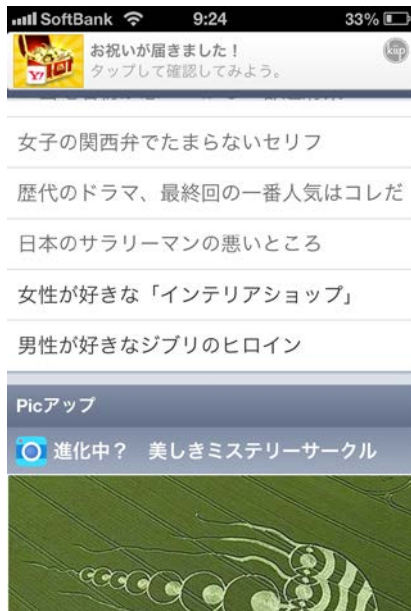 SoftBank 9:24 33%
お祝いが届きました！
タップして確認してみよう。
kiip
Y!
女子の関西弁でたまらないセリフ
歴代のドラマ、最終回の一番人気はコレだ
日本のサラリーマンの悪いところ
女性が好きな「インテリアショップ」
男性が好きなジブリのヒロイン
Picアップ
進化中？　美しきミステリーサークル